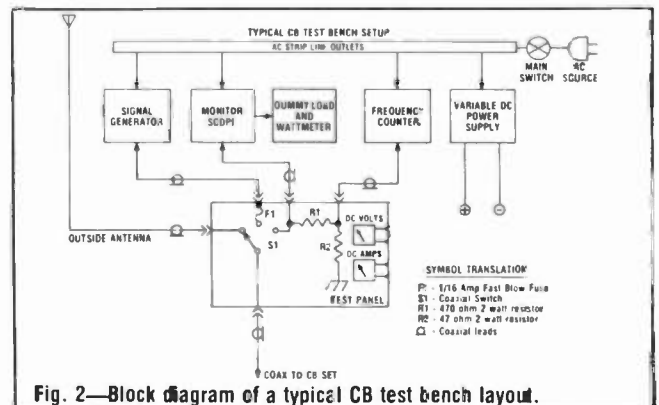 TYPICAL CB TEST BENCH SETUP
AC STRIP LINE OUTLETS
MAIN
SWITCH
AC
SOURCE
SIGNAL
GENERATOR
MONITOR
SCOPE
DUMMY LOAD
AND
WATTMETER
FREQUENCY
COUNTER
VARIABLE DC
POWER
SUPPLY
F1
R1
DC VOLTS
S1
R2
DC AMPS
OUTSIDE ANTENNA
TEST PANEL
SYMBOL TRANSLATION
F1 - 1/16 Amp Fast Blow Fuse
S1 - Coaxial Switch
R1 - 470 ohm 2 watt resistor
R2 - 47 ohm 2 watt resistor
- Coaxial leads
COAX TO CB SET
Fig. 2—Block diagram of a typical CB test bench layout.